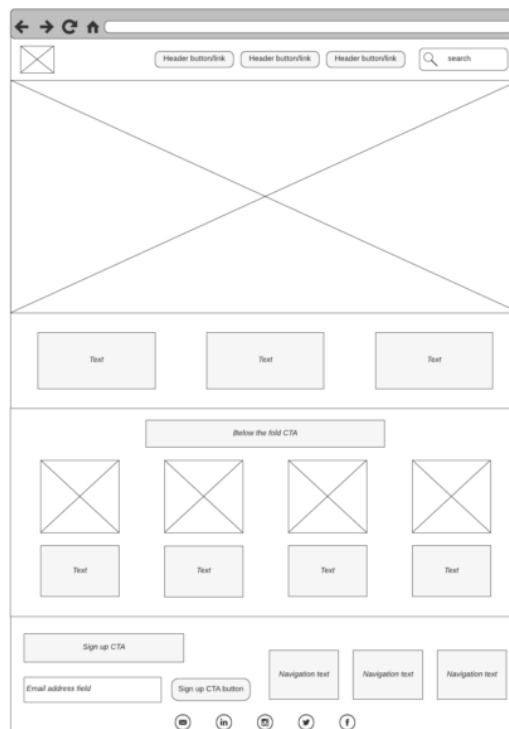 Header button/link
Header button/link
Header button/link
search
Text
Text
Text
Below the fold CTA
Text
Text
Text
Text
Sign up CTA
Email address field
Sign up CTA button
Navigation text
Navigation text
Navigation text